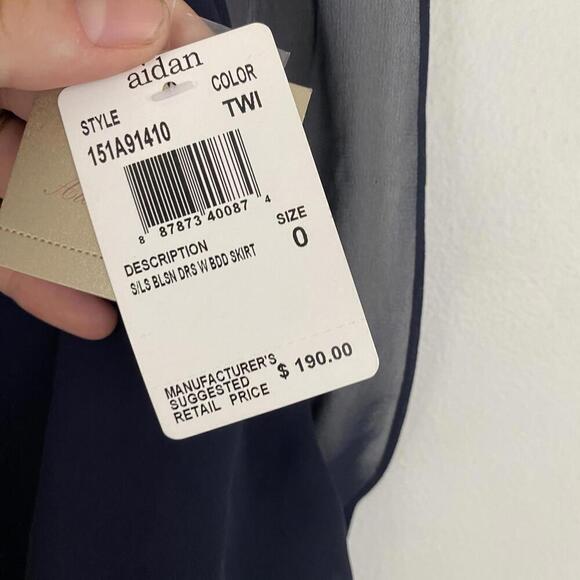 aidan
STYLE COLOR
151A91410 TWI
8 87873 40087 4
DESCRIPTION SIZE
S/LS BLSN DRS W BDD SKIRT 0
MANUFACTURER'S
SUGGESTED $ 190.00
RETAIL PRICE